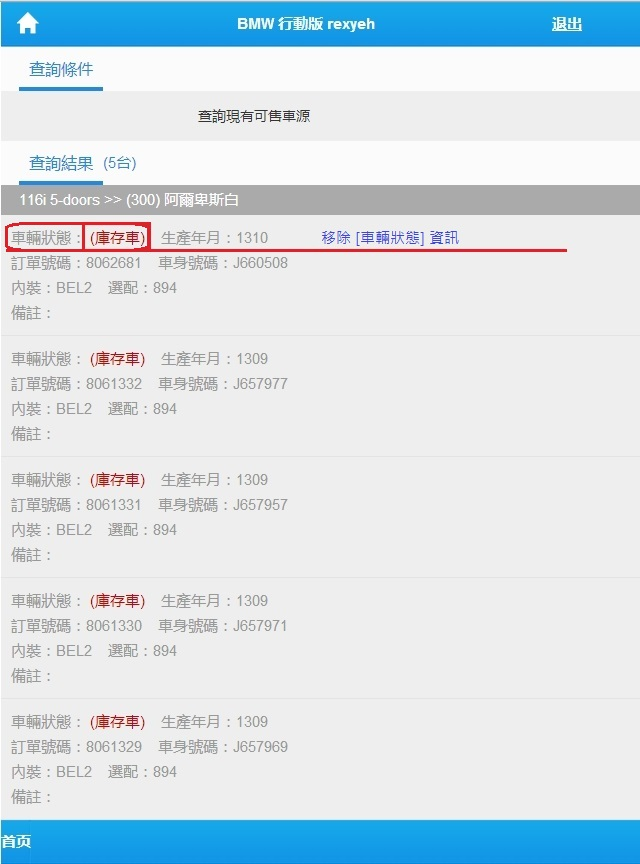 BMW 行動版 rexyeh 退出
查詢條件
查詢現有可售車源
查詢結果 (5台)
116i 5-doors >> (300) 阿爾卑斯白
車輛狀態： (庫存車) 生產年月：1310 移除 [車輛狀態] 資訊
訂單號碼：8062681 車身號碼：J660508
內裝：BEL2 選配：894
備註：
車輛狀態： (庫存車) 生產年月：1309
訂單號碼：8061332 車身號碼：J657977
內裝：BEL2 選配：894
備註：
車輛狀態： (庫存車) 生產年月：1309
訂單號碼：8061331 車身號碼：J657957
內裝：BEL2 選配：894
備註：
車輛狀態： (庫存車) 生產年月：1309
訂單號碼：8061330 車身號碼：J657971
內裝：BEL2 選配：894
備註：
車輛狀態： (庫存車) 生產年月：1309
訂單號碼：8061329 車身號碼：J657969
內裝：BEL2 選配：894
備註：
首页